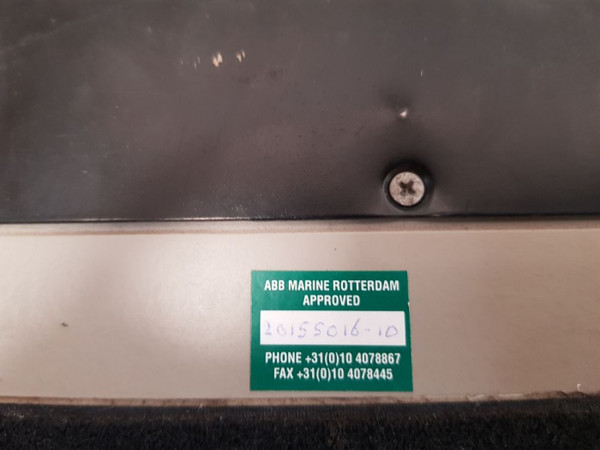 ABB MARINE ROTTERDAM
APPROVED
20155016-10
PHONE +31(0)10 4078867
FAX +31(0)10 4078445